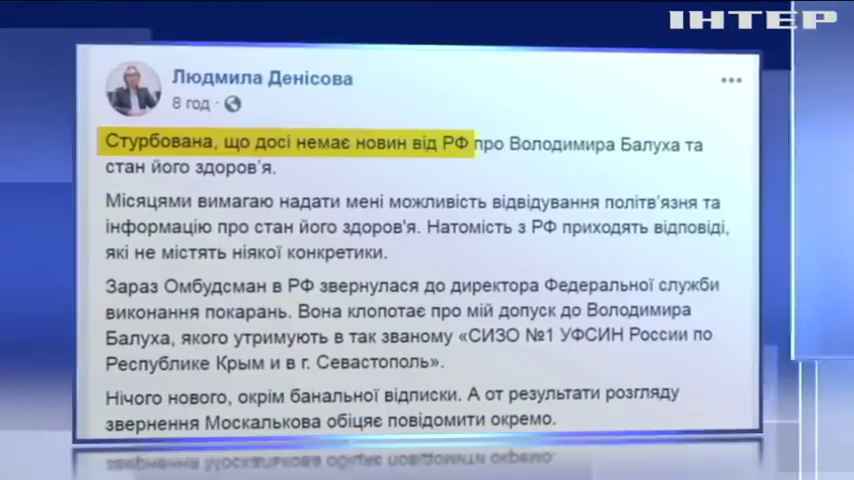 ІНТЕР
Людмила Денісова
8 год ·
Стурбована, що досі немає новин від РФ про Володимира Балуха та
стан його здоров'я.
Місяцями вимагаю надати мені можливість відвідування політв'язня та
інформацію про стан його здоров'я. Натомість з РФ приходять відповіді,
які не містять ніякої конкретики.
Зараз Омбудсман в РФ звернулася до директора Федеральної служби
виконання покарань. Вона клопотає про мій допуск до Володимира
Балуха, якого утримують в так званому «СИЗО №1 УФСИН России по
Республике Крым и в г. Севастополь».
Нічого нового, окрім банальної відписки. А от результати розгляду
звернення Москалькова обіцяє повідомити окремо.